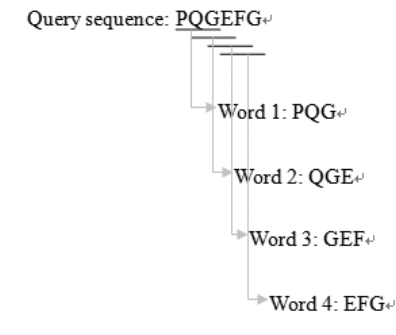 Query sequence: PQGEFG↵
Word 1: PQG↵
Word 2: QGE↵
Word 3: GEF↵
Word 4: EFG↵